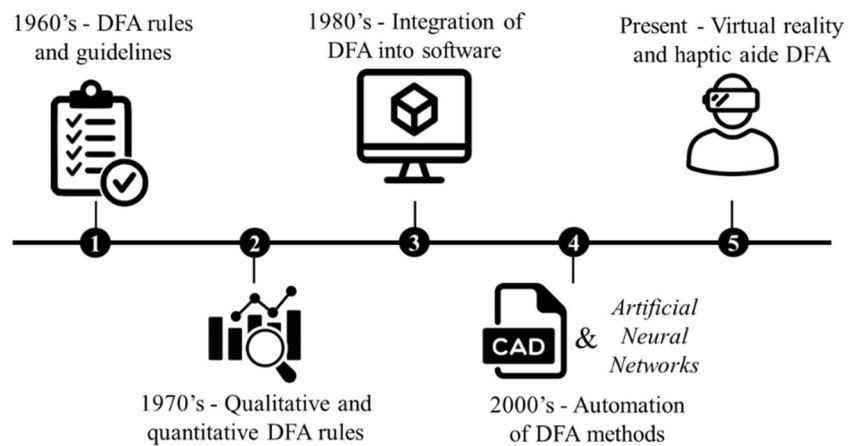 1960's - DFA rules
and guidelines
1980's - Integration of
DFA into software
Present - Virtual reality
and haptic aide DFA
1
2
3
4
5
CAD
&
Artificial
Neural
Networks
1970's - Qualitative and
quantitative DFA rules
2000's - Automation
of DFA methods